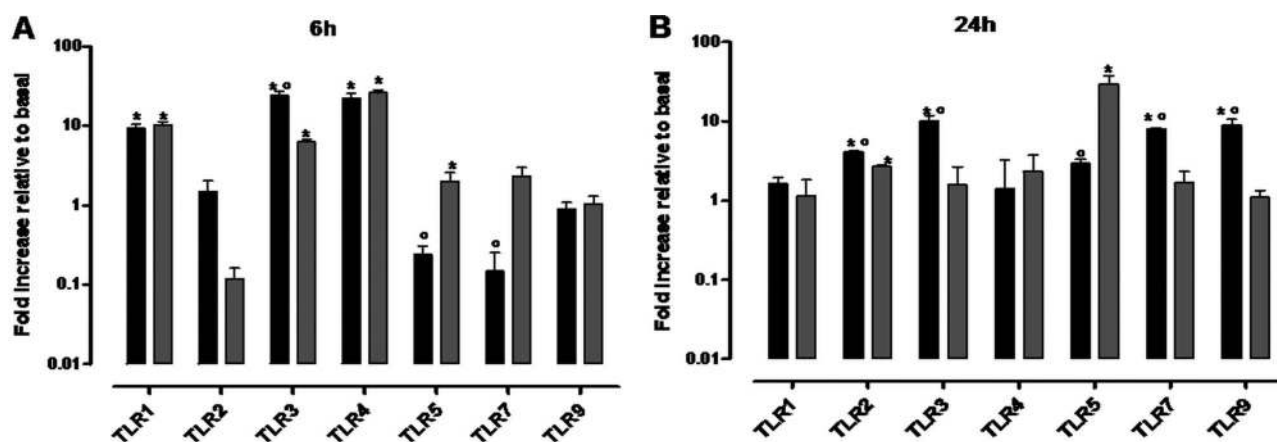 A
6h
Fold Increase relative to basal
100
10
1
0.1
0.01
* * * o * * * o * o
TLR1 TLR2 TLR3 TLR4 TLR5 TLR7 TLR9
B
24h
Fold Increase relative to basal
100
10
1
0.1
0.01
* o * * o o * * o * o
TLR1 TLR2 TLR3 TLR4 TLR5 TLR7 TLR9